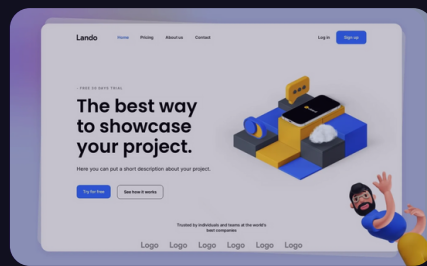 Lando
Home Pricing About us Contact
Log in Sign up
- FREE 30 DAYS TRIAL
The best way
to showcase
your project.
Here you can put a short description about your project.
Try for free See how it works
Trusted by individuals and teams at the world's
best companies
Logo Logo Logo Logo Logo Logo